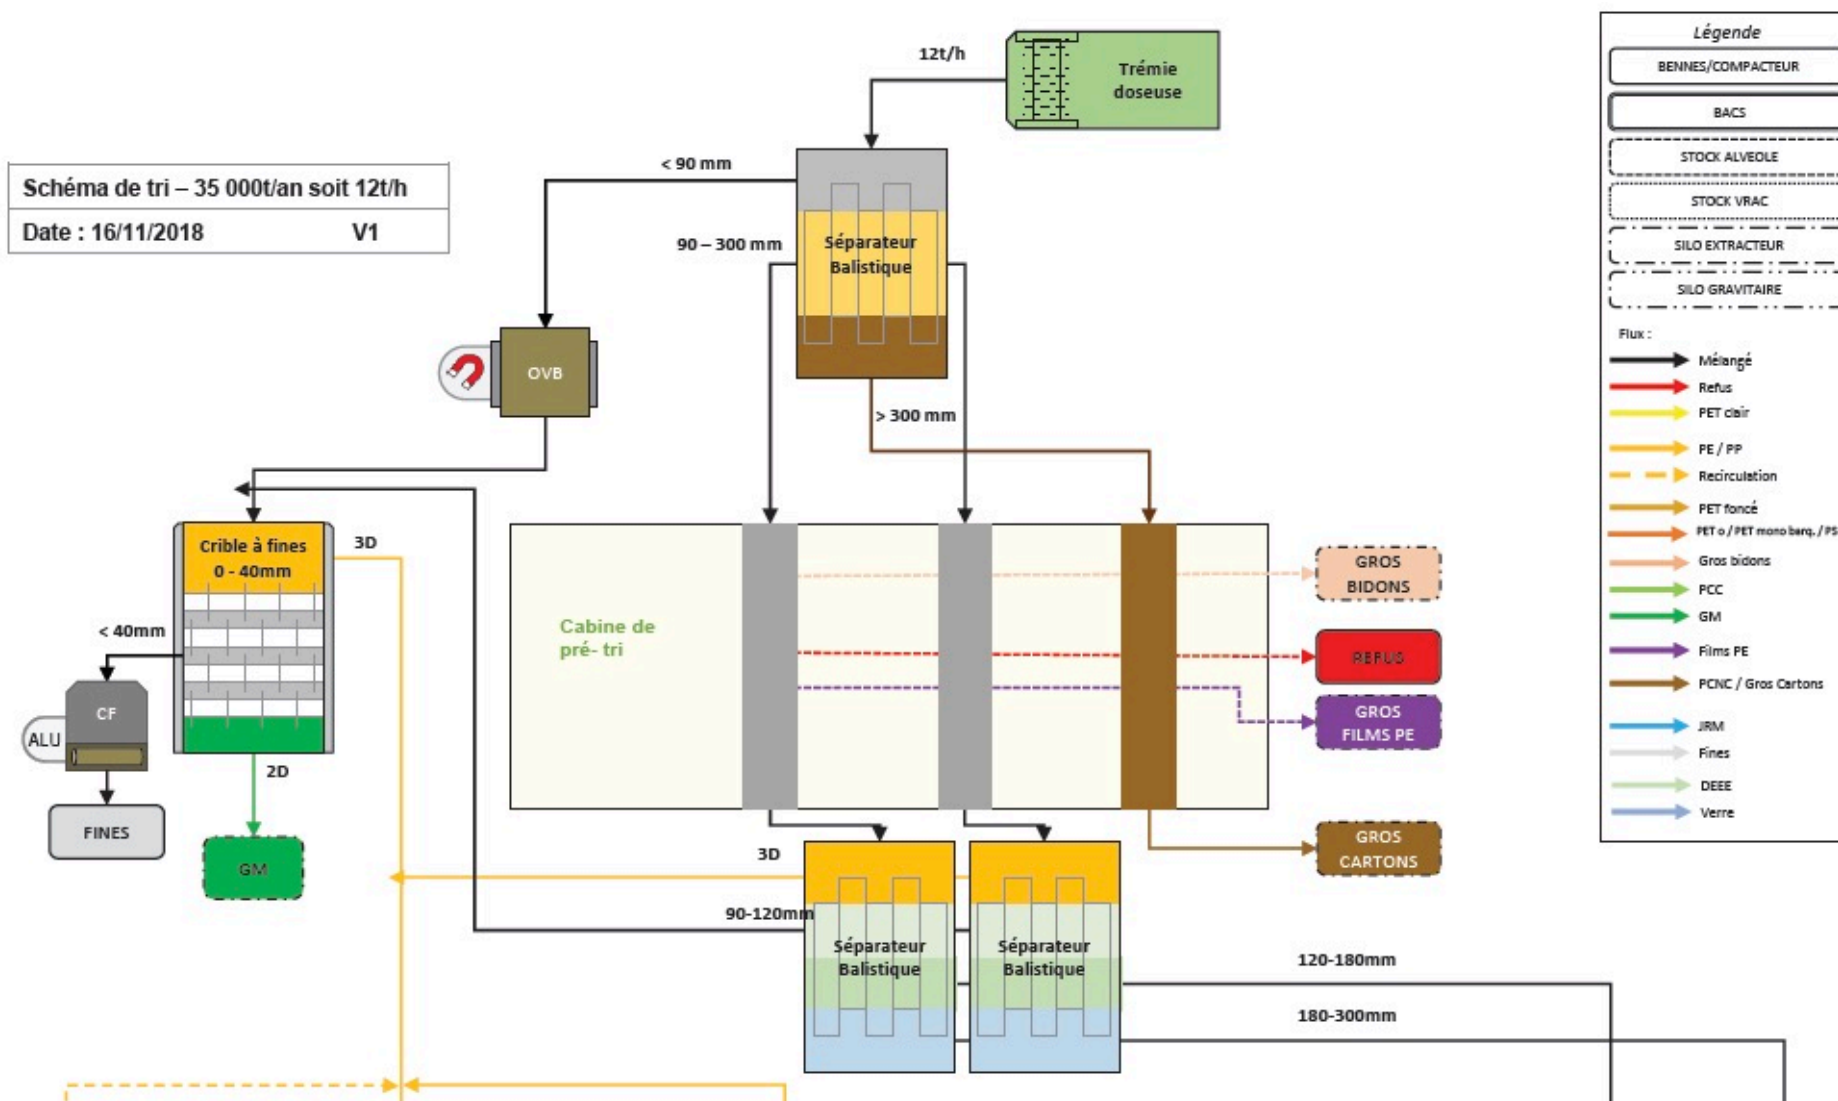 12t/h
Trémie
doseuse
Schéma de tri – 35 000t/an soit 12t/h
Date : 16/11/2018 V1
< 90 mm
90 – 300 mm
Séparateur
Balistique
> 300 mm
OVB
Crible à fines
0 - 40mm
3D
< 40mm
CF
ALU
2D
FINES
GM
Cabine de
pré- tri
GROS
BIDONS
REFUS
GROS
FILMS PE
GROS
CARTONS
3D
90-120mm
Séparateur
Balistique
Séparateur
Balistique
120-180mm
180-300mm
Légende
BENNES/COMPACTEUR
BACS
STOCK ALVEOLE
STOCK VRAC
SILO EXTRACTEUR
SILO GRAVITAIRE
Flux :
Mélangé
Refus
PET clair
PE / PP
Recirculation
PET foncé
PET o / PET mono barq. / PS
Gros bidons
PCC
GM
Films PE
PCNC / Gros Cartons
JRM
Fines
DEEE
Verre